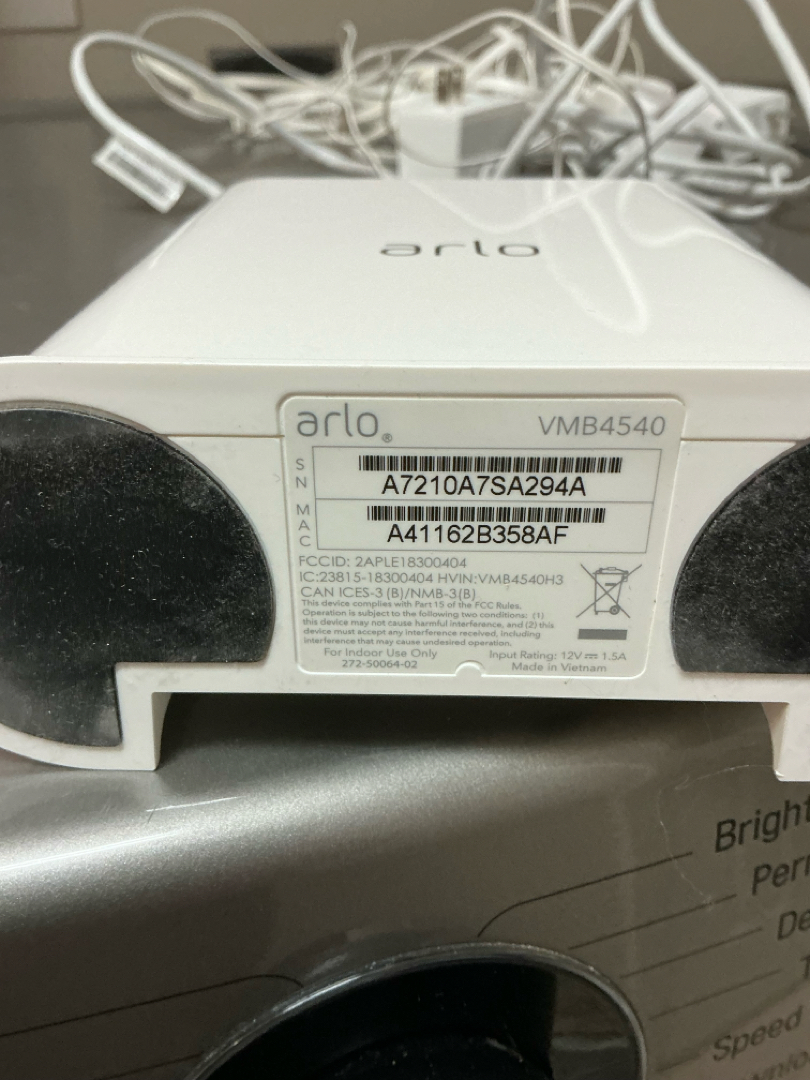 arlo
arlo® VMB4540
SN
A7210A7SA294A
MAC
A41162B358AF
FCCID: 2APLE18300404
IC:23815-18300404 HVIN:VMB4540H3
CAN ICES-3 (B)/NMB-3(B)
This device complies with Part 15 of the FCC Rules.
Operation is subject to the following two conditions: (1)
this device may not cause harmful interference, and (2) this
device must accept any interference received, including
interference that may cause undesired operation.
For Indoor Use Only
272-50064-02
Input Rating: 12V ⎓ 1.5A
Made in Vietnam
Bright
Per
De
Speed